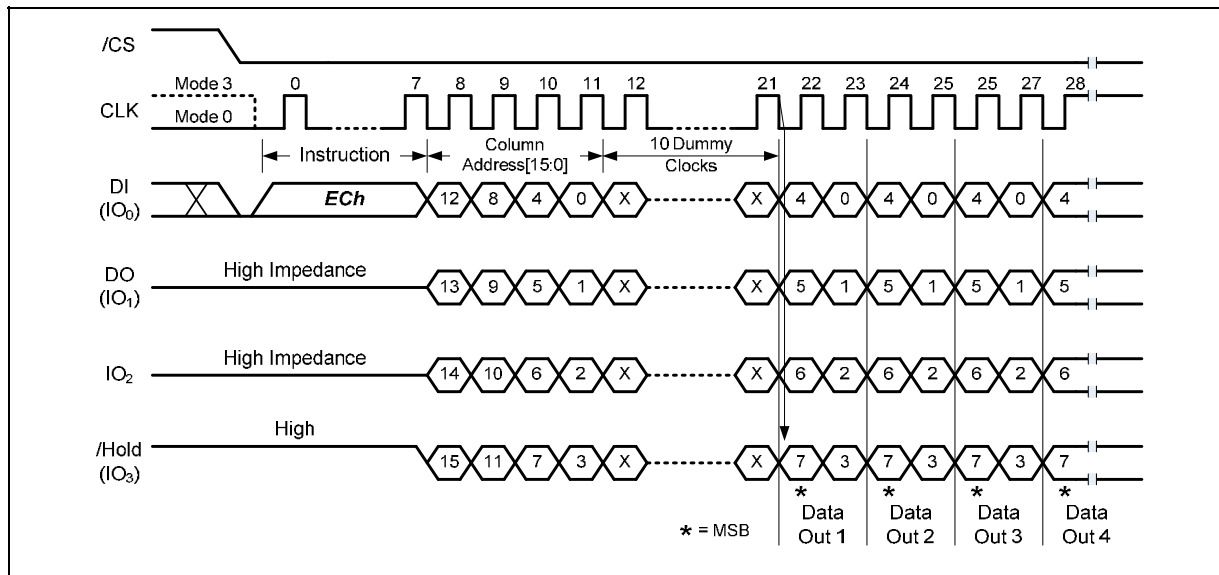 /CS
Mode 3 0 7 8 9 10 11 12 21 22 23 24 25 25 27 28
CLK
Mode 0
Instruction
Column
Address[15:0]
10 Dummy
Clocks
DI
(IO0)
ECh 12 8 4 0 X X 4 0 4 0 4 0 4
DO
(IO1)
High Impedance 13 9 5 1 X X 5 1 5 1 5 1 5
IO2
High Impedance 14 10 6 2 X X 6 2 6 2 6 2 6
/Hold
(IO3)
High 15 11 7 3 X X 7 3 7 3 7 3 7
* * * *
* = MSB
Data
Out 1
Data
Out 2
Data
Out 3
Data
Out 4